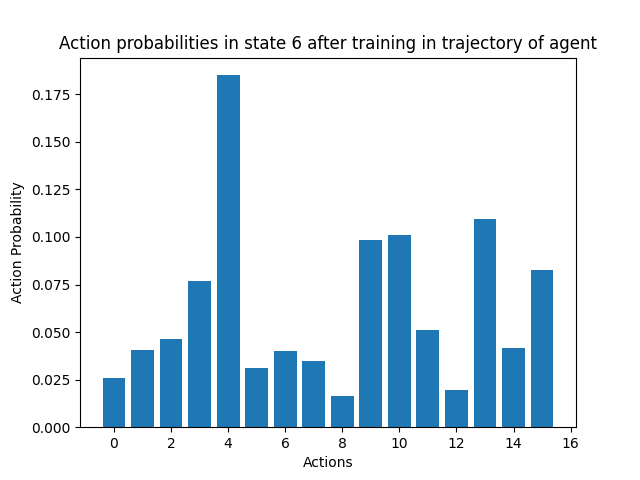 Action probabilities in state 6 after training in trajectory of agent
0.175
0.150
0.125
0.100
0.075
0.050
0.025
0.000
Action Probability
0 2 4 6 8 10 12 14 16
Actions